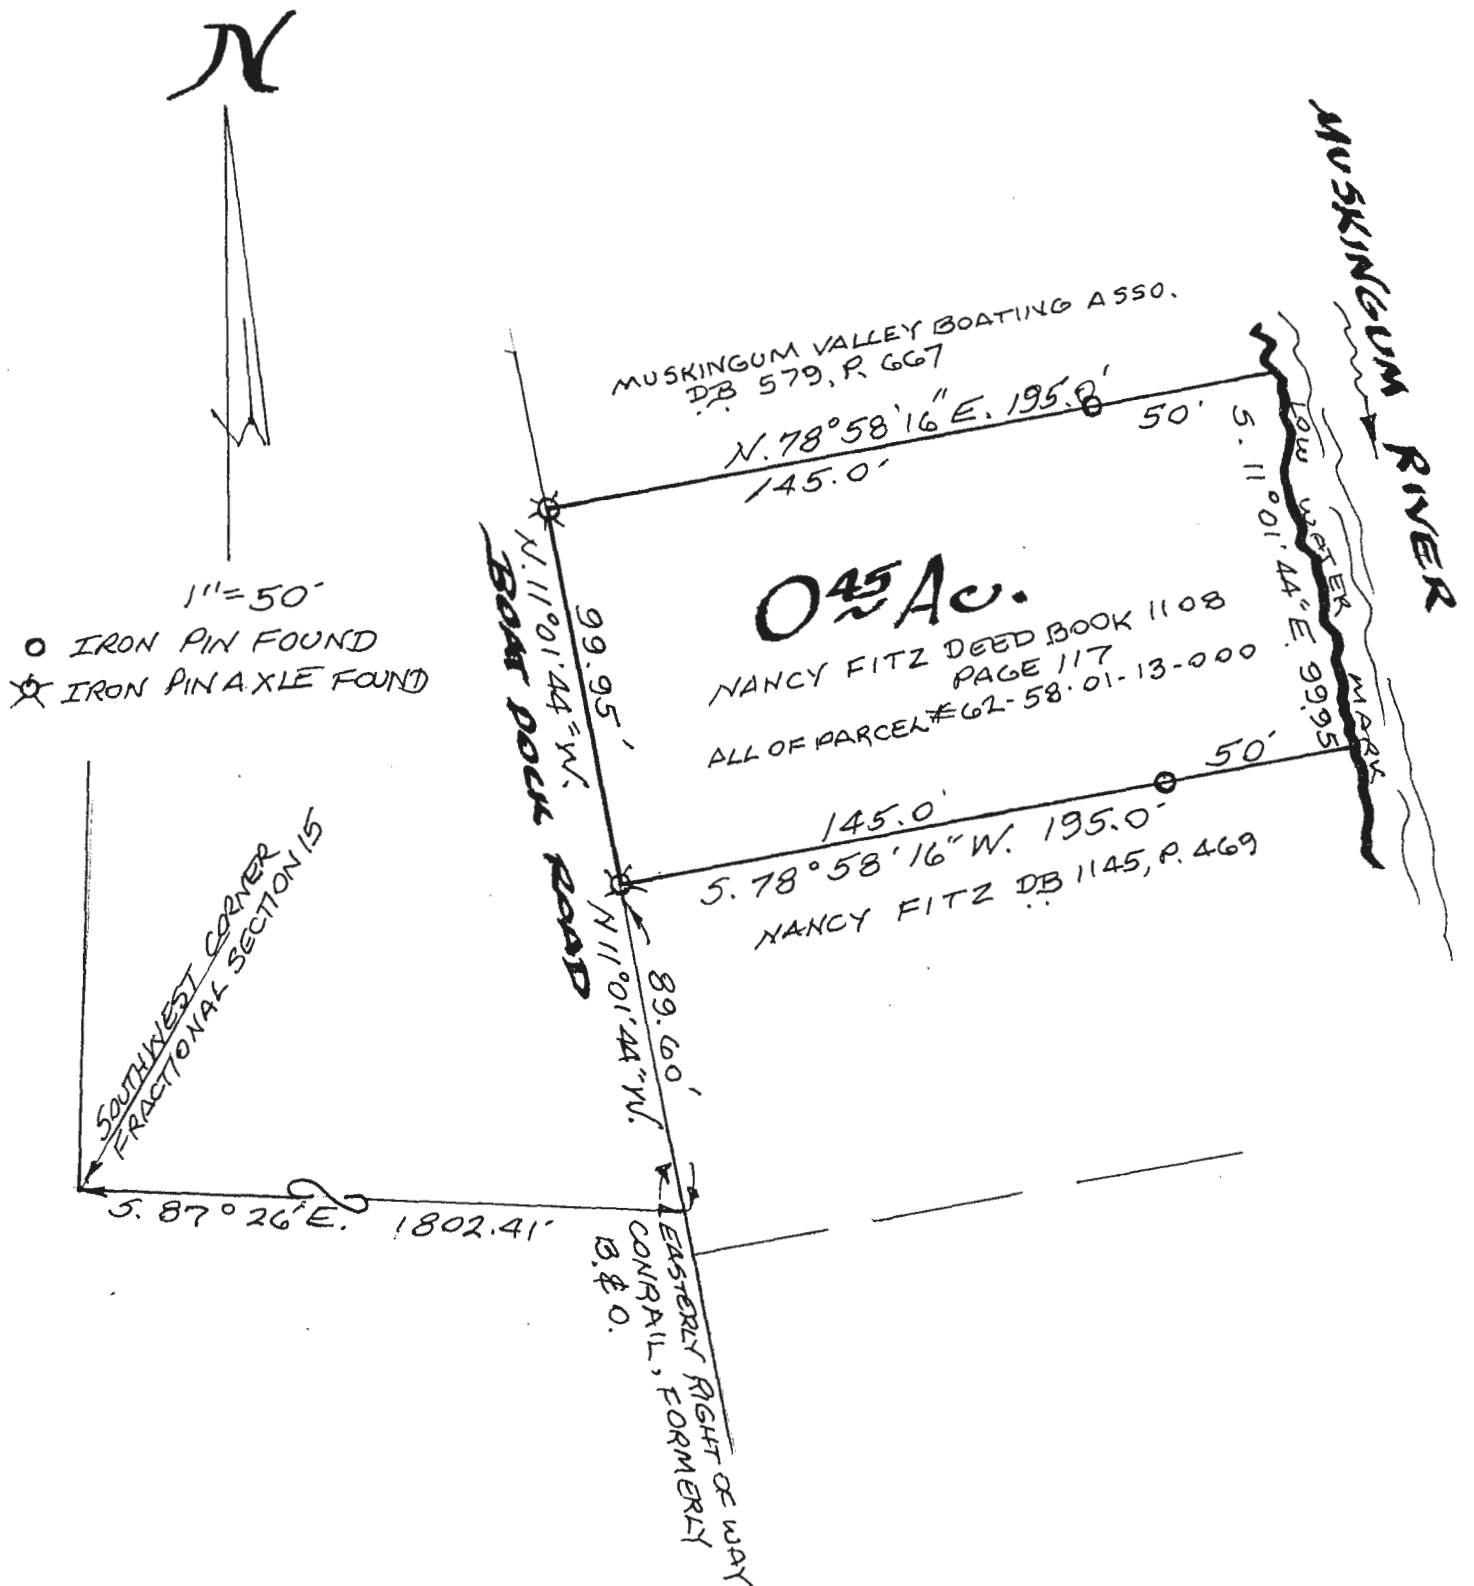 N
1"=50'
IRON PIN FOUND
IRON PIN AXLE FOUND
MUSKINGUM RIVER
MUSKINGUM VALLEY BOATING ASSO.
D.B. 579, P. 667
N. 78°58'16" E. 195.0'
145.0'
50'
LOW WATER MARK
S. 11°01'44" E. 99.95
BOAT DOCK ROAD
N. 11°01'44" W.
99.95'
0.45 Ac.
NANCY FITZ DEED BOOK 1108
PAGE 117
ALL OF PARCEL #62-58-01-13-000
50'
145.0'
S. 78°58'16" W. 195.0'
NANCY FITZ D.B. 1145, P. 469
N 11°01'44" W.
89.60'
SOUTHWEST CORNER
FRACTIONAL SECTION 15
S. 87°26' E. 1802.41'
EASTERLY RIGHT OF WAY
CONRAIL, FORMERLY
B. & O.